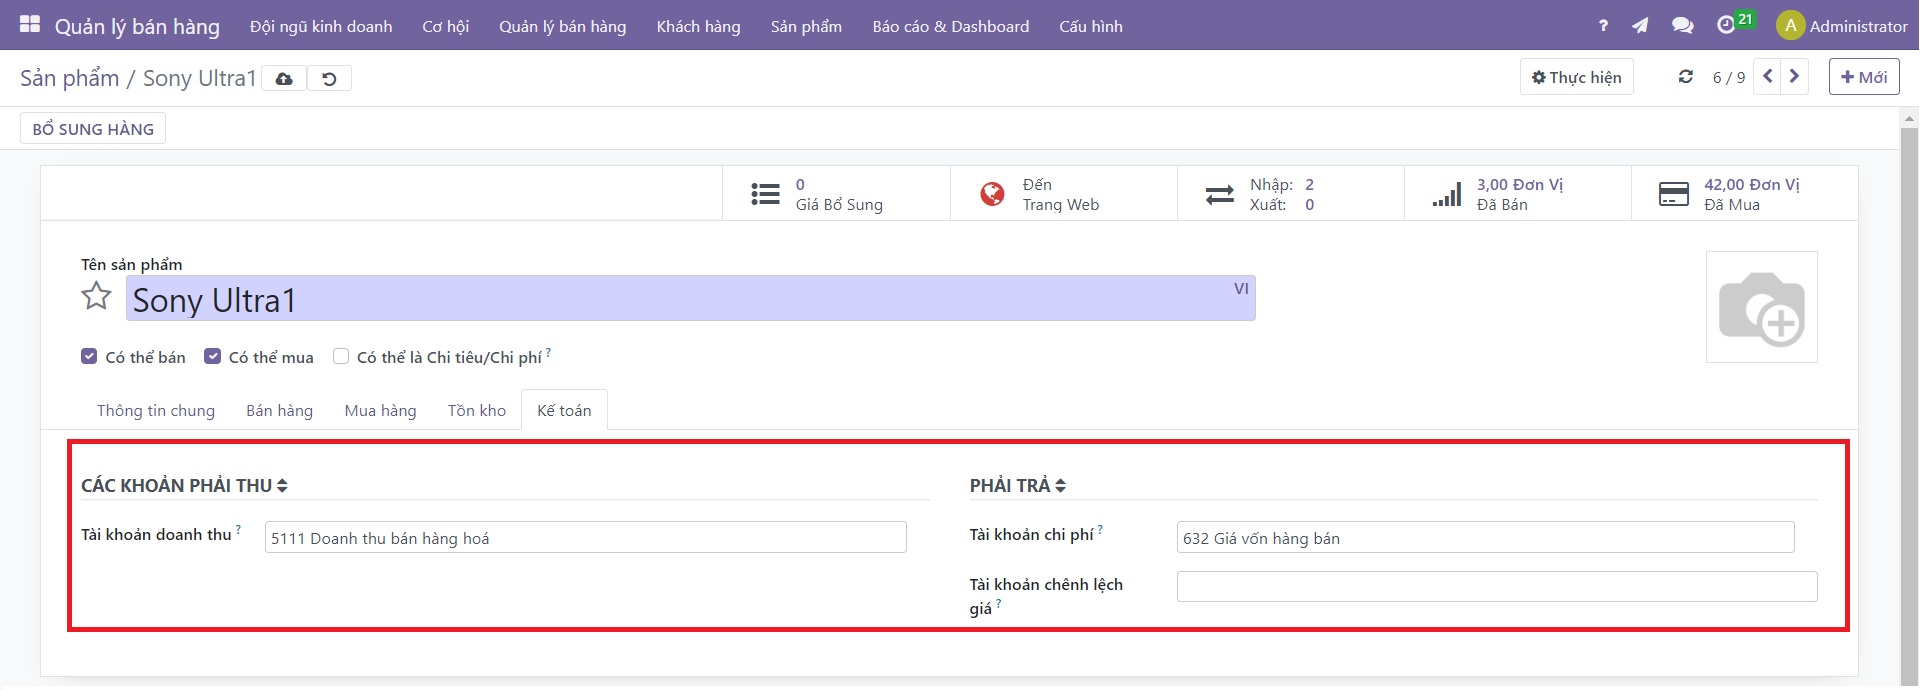 Quản lý bán hàng Đội ngũ kinh doanh Cơ hội Quản lý bán hàng Khách hàng Sản phẩm Báo cáo & Dashboard Cấu hình ? 21 A Administrator
Sản phẩm / Sony Ultra1 Thực hiện 6 / 9 Mới
BỔ SUNG HÀNG
0
Giá Bổ Sung
Đến
Trang Web
Nhập: 2
Xuất: 0
3,00 Đơn Vị
Đã Bán
42,00 Đơn Vị
Đã Mua
Tên sản phẩm
Sony Ultra1 VI
Có thể bán Có thể mua Có thể là Chi tiêu/Chi phí ?
Thông tin chung Bán hàng Mua hàng Tồn kho Kế toán
CÁC KHOẢN PHẢI THU
Tài khoản doanh thu ? 5111 Doanh thu bán hàng hoá
PHẢI TRẢ
Tài khoản chi phí ? 632 Giá vốn hàng bán
Tài khoản chênh lệch
giá ?